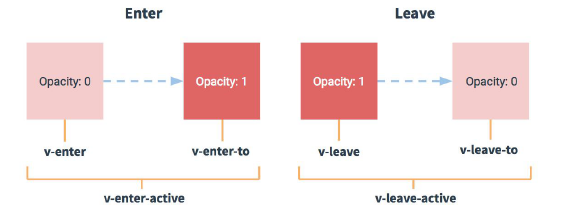 Enter
Leave
Opacity: 0
Opacity: 1
Opacity: 1
Opacity: 0
v-enter
v-enter-to
v-leave
v-leave-to
v-enter-active
v-leave-active